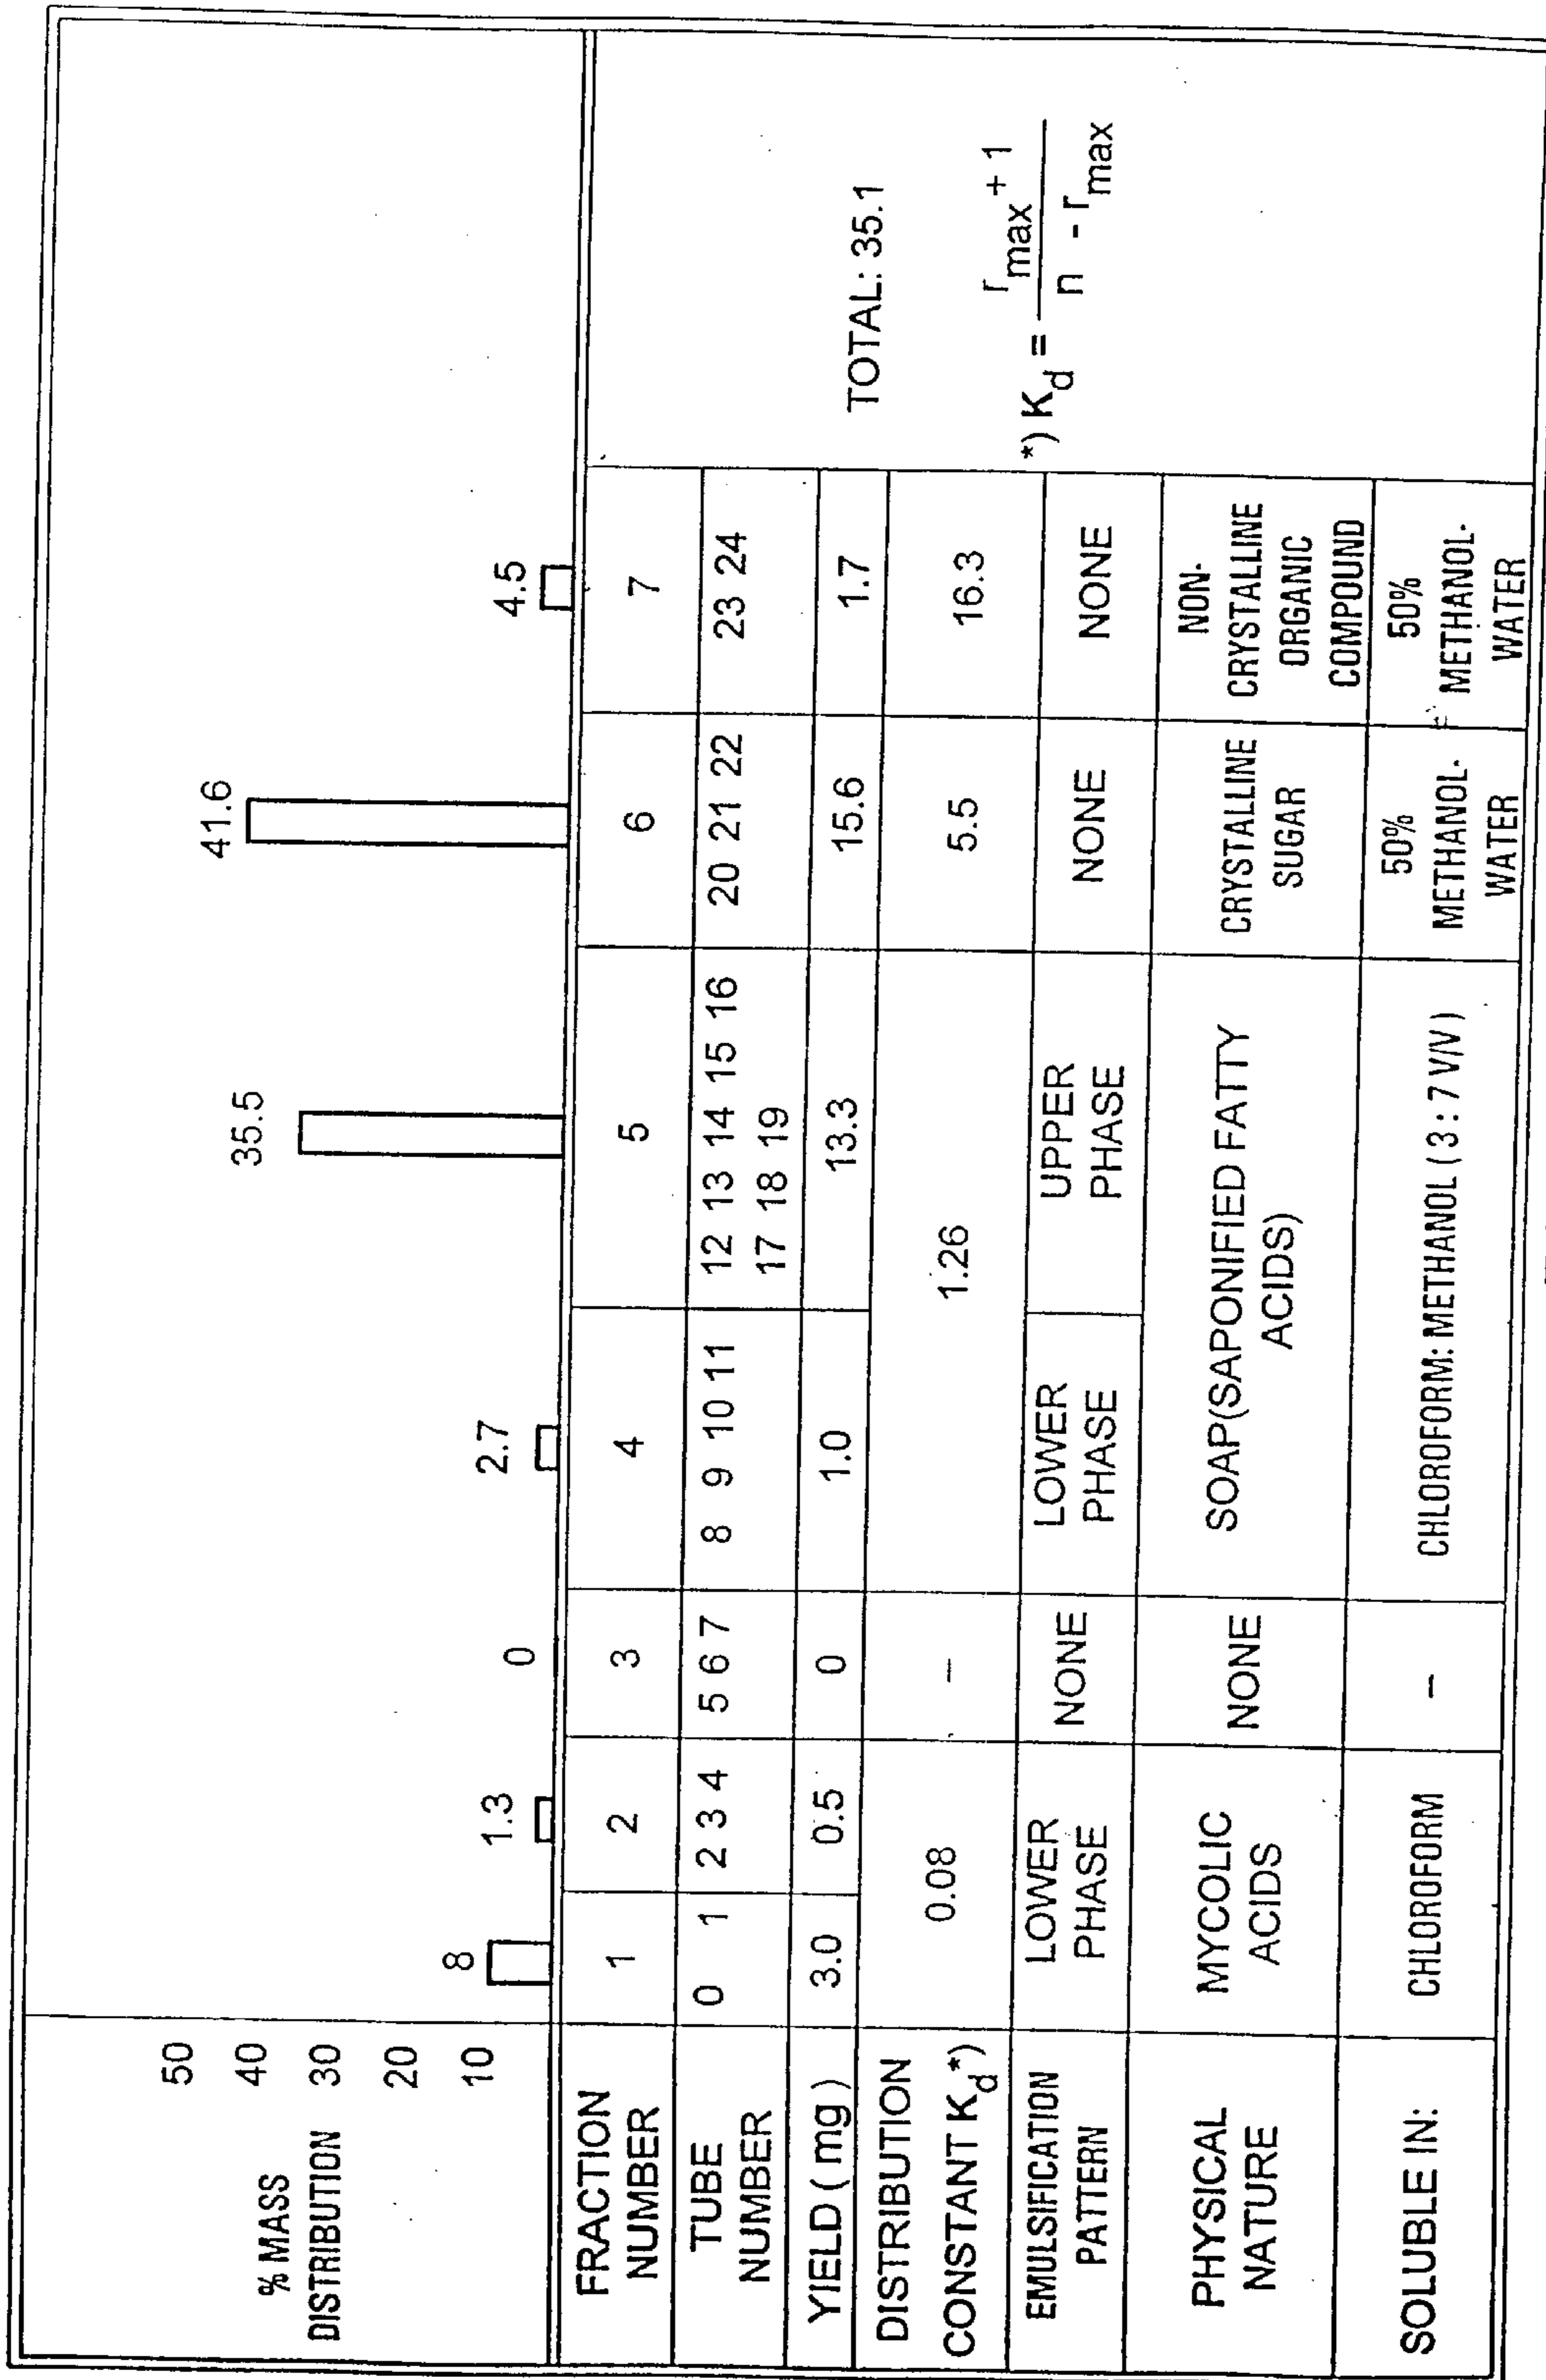 50
40
30
20
10
% MASS
DISTRIBUTION
8
1.3
0
2.7
35.5
41.6
4.5
FRACTION
NUMBER
1 2 3 4 5 6 7
TUBE
NUMBER
0 1
2 3 4
5 6 7
8 9 10 11
12 13 14 15 16
17 18 19
20 21 22
23 24
YIELD ( mg )
3.0 0.5 0 1.0 13.3 15.6 1.7
TOTAL: 35.1
DISTRIBUTION
CONSTANT Kd*)
0.08 – 1.26 5.5 16.3
*) Kd = rmax + 1
n - rmax
EMULSIFICATION
PATTERN
LOWER
PHASE
NONE
LOWER
PHASE
UPPER
PHASE
NONE
NONE
PHYSICAL
NATURE
MYCOLIC
ACIDS
NONE
SOAP(SAPONIFIED FATTY
ACIDS)
CRYSTALLINE
SUGAR
NON-
CRYSTALINE
ORGANIC
COMPOUND
SOLUBLE IN:
CHLOROFORM
–
CHLOROFORM: METHANOL ( 3 : 7 V/V )
50%
METHANOL-
WATER
50%
METHANOL-
WATER